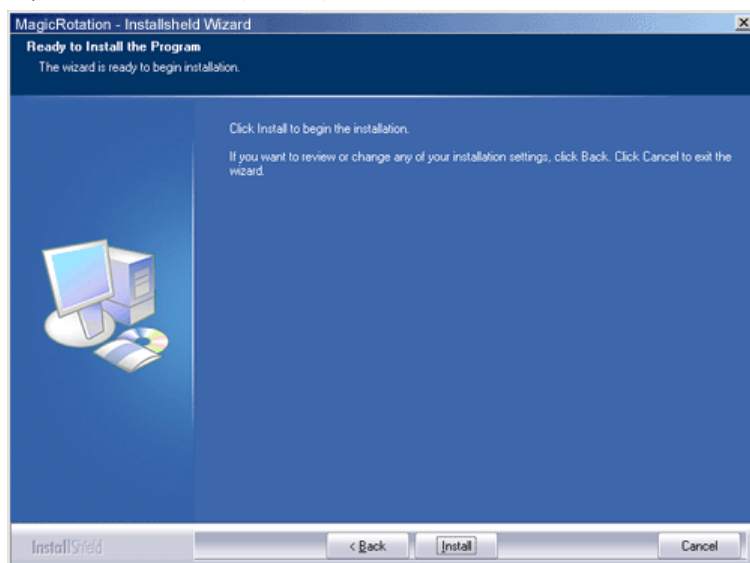 MagicRotation - Installshield Wizard
Ready to Install the Program
The wizard is ready to begin installation.
Click Install to begin the installation.
If you want to review or change any of your installation settings, click Back. Click Cancel to exit the
wizard.
InstallShield
< Back
Install
Cancel